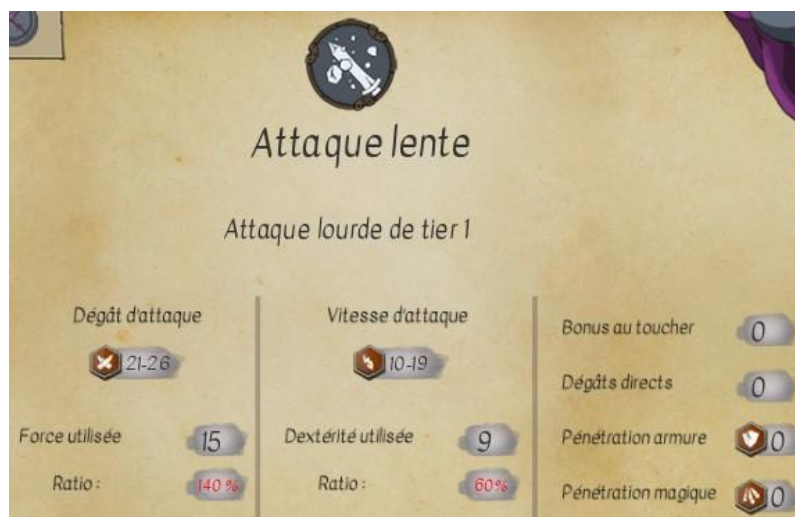 Attaque lente
Attaque lourde de tier 1
Dégât d'attaque
21-26
Force utilisée 15
Ratio : 140 %
Vitesse d'attaque
10-19
Dextérité utilisée 9
Ratio : 60%
Bonus au toucher 0
Dégâts directs 0
Pénétration armure 0
Pénétration magique 0